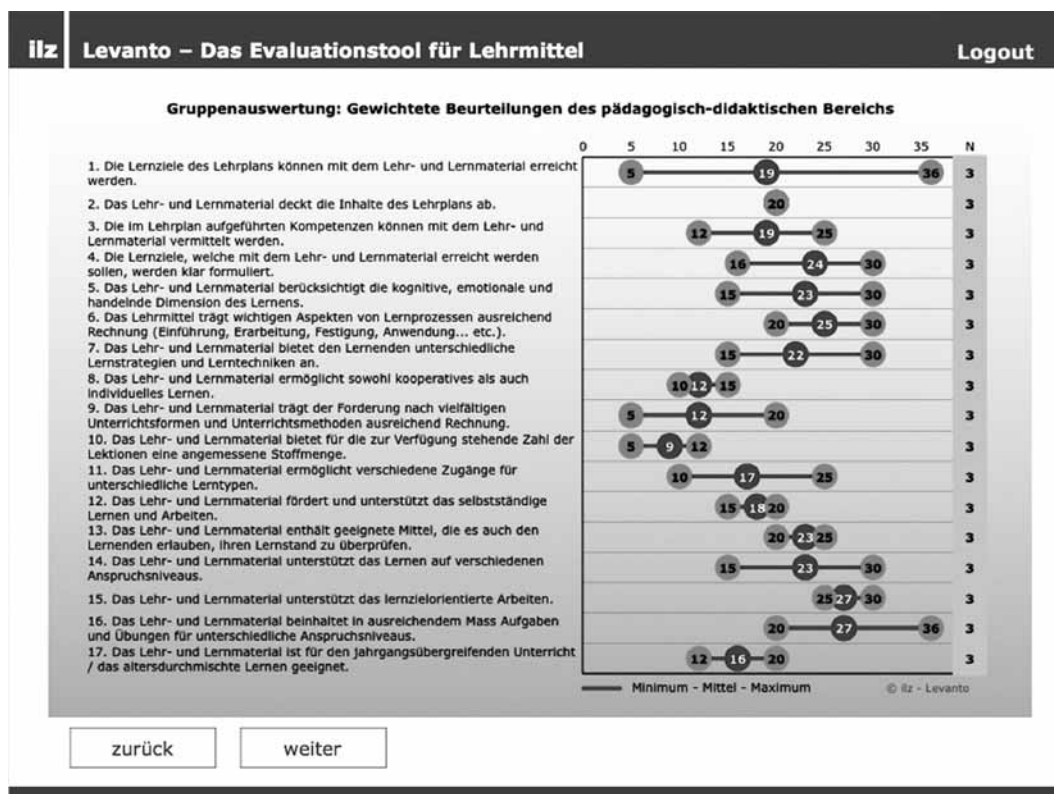 ilz Levanto – Das Evaluationstool für Lehrmittel Logout
Gruppenauswertung: Gewichtete Beurteilungen des pädagogisch-didaktischen Bereichs
0 5 10 15 20 25 30 35 N
1. Die Lernziele des Lehrplans können mit dem Lehr- und Lernmaterial erreicht
werden.
5 19 36 3
2. Das Lehr- und Lernmaterial deckt die Inhalte des Lehrplans ab.
20 3
3. Die im Lehrplan aufgeführten Kompetenzen können mit dem Lehr- und
Lernmaterial vermittelt werden.
12 19 25 3
4. Die Lernziele, welche mit dem Lehr- und Lernmaterial erreicht werden
sollen, werden klar formuliert.
16 24 30 3
5. Das Lehr- und Lernmaterial berücksichtigt die kognitive, emotionale und
handelnde Dimension des Lernens.
15 23 30 3
6. Das Lehrmittel trägt wichtigen Aspekten von Lernprozessen ausreichend
Rechnung (Einführung, Erarbeitung, Festigung, Anwendung... etc.).
20 25 30 3
7. Das Lehr- und Lernmaterial bietet den Lernenden unterschiedliche
Lernstrategien und Lerntechniken an.
15 22 30 3
8. Das Lehr- und Lernmaterial ermöglicht sowohl kooperatives als auch
individuelles Lernen.
10 12 15 3
9. Das Lehr- und Lernmaterial trägt der Forderung nach vielfältigen
Unterrichtsformen und Unterrichtsmethoden ausreichend Rechnung.
5 12 20 3
10. Das Lehr- und Lernmaterial bietet für die zur Verfügung stehende Zahl der
Lektionen eine angemessene Stoffmenge.
5 9 12 3
11. Das Lehr- und Lernmaterial ermöglicht verschiedene Zugänge für
unterschiedliche Lerntypen.
10 17 25 3
12. Das Lehr- und Lernmaterial fördert und unterstützt das selbstständige
Lernen und Arbeiten.
15 18 20 3
13. Das Lehr- und Lernmaterial enthält geeignete Mittel, die es auch den
Lernenden erlauben, ihren Lernstand zu überprüfen.
20 23 25 3
14. Das Lehr- und Lernmaterial unterstützt das Lernen auf verschiedenen
Anspruchsniveaus.
15 23 30 3
15. Das Lehr- und Lernmaterial unterstützt das lernzielorientierte Arbeiten.
25 27 30 3
16. Das Lehr- und Lernmaterial beinhaltet in ausreichendem Mass Aufgaben
und Übungen für unterschiedliche Anspruchsniveaus.
20 27 36 3
17. Das Lehr- und Lernmaterial ist für den jahrgangsübergreifenden Unterricht
/ das altersdurchmischte Lernen geeignet.
12 16 20 3
Minimum - Mittel - Maximum © ilz - Levanto
zurück weiter